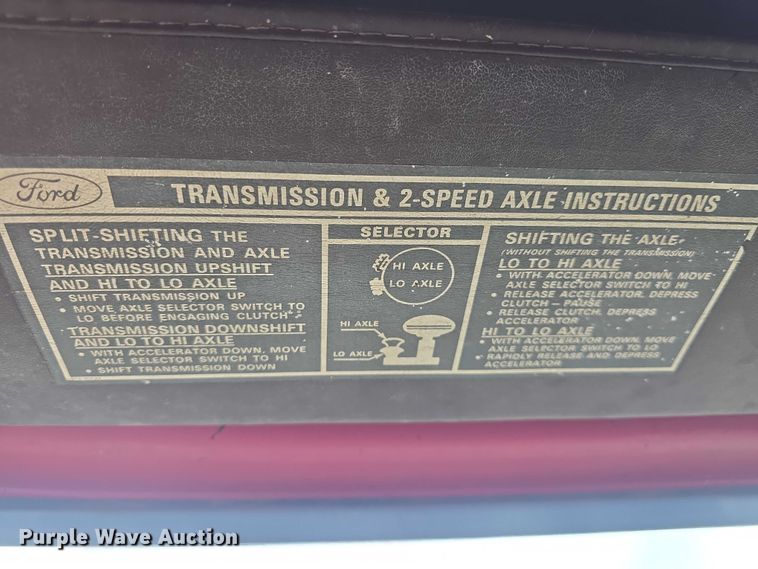 Ford
TRANSMISSION & 2-SPEED AXLE INSTRUCTIONS
SPLIT-SHIFTING THE
TRANSMISSION AND AXLE
TRANSMISSION UPSHIFT
AND HI TO LO AXLE
• SHIFT TRANSMISSION UP
• MOVE AXLE SELECTOR SWITCH TO
LO BEFORE ENGAGING CLUTCH
TRANSMISSION DOWNSHIFT
AND LO TO HI AXLE
• WITH ACCELERATOR DOWN, MOVE
AXLE SELECTOR SWITCH TO HI
• SHIFT TRANSMISSION DOWN
SELECTOR
HI AXLE
LO AXLE
HI AXLE
LO AXLE
SHIFTING THE AXLE
(WITHOUT SHIFTING THE TRANSMISSION)
LO TO HI AXLE
• WITH ACCELERATOR DOWN, MOVE
AXLE SELECTOR SWITCH TO HI
• RELEASE ACCELERATOR, DEPRESS
CLUTCH – PAUSE
• RELEASE CLUTCH, DEPRESS
ACCELERATOR
HI TO LO AXLE
• WITH ACCELERATOR DOWN, MOVE
AXLE SELECTOR SWITCH TO LO
• RAPIDLY RELEASE AND DEPRESS
ACCELERATOR
Purple Wave Auction